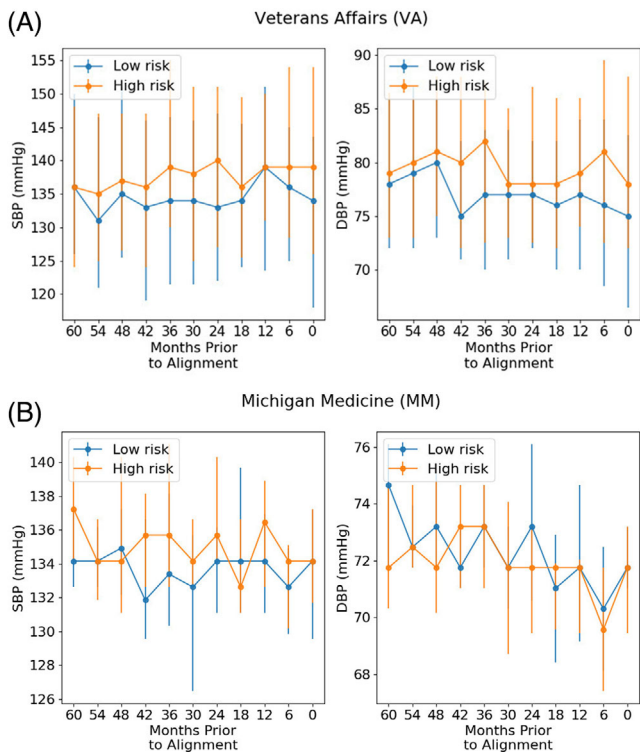 (A)
Veterans Affairs (VA)
Low risk
High risk
155
150
145
140
135
130
125
120
SBP (mmHg)
60 54 48 42 36 30 24 18 12 6 0
Months Prior
to Alignment
Low risk
High risk
90
85
80
75
70
DBP (mmHg)
60 54 48 42 36 30 24 18 12 6 0
Months Prior
to Alignment
(B)
Michigan Medicine (MM)
Low risk
High risk
140
138
136
134
132
130
128
126
SBP (mmHg)
60 54 48 42 36 30 24 18 12 6 0
Months Prior
to Alignment
Low risk
High risk
76
74
72
70
68
DBP (mmHg)
60 54 48 42 36 30 24 18 12 6 0
Months Prior
to Alignment